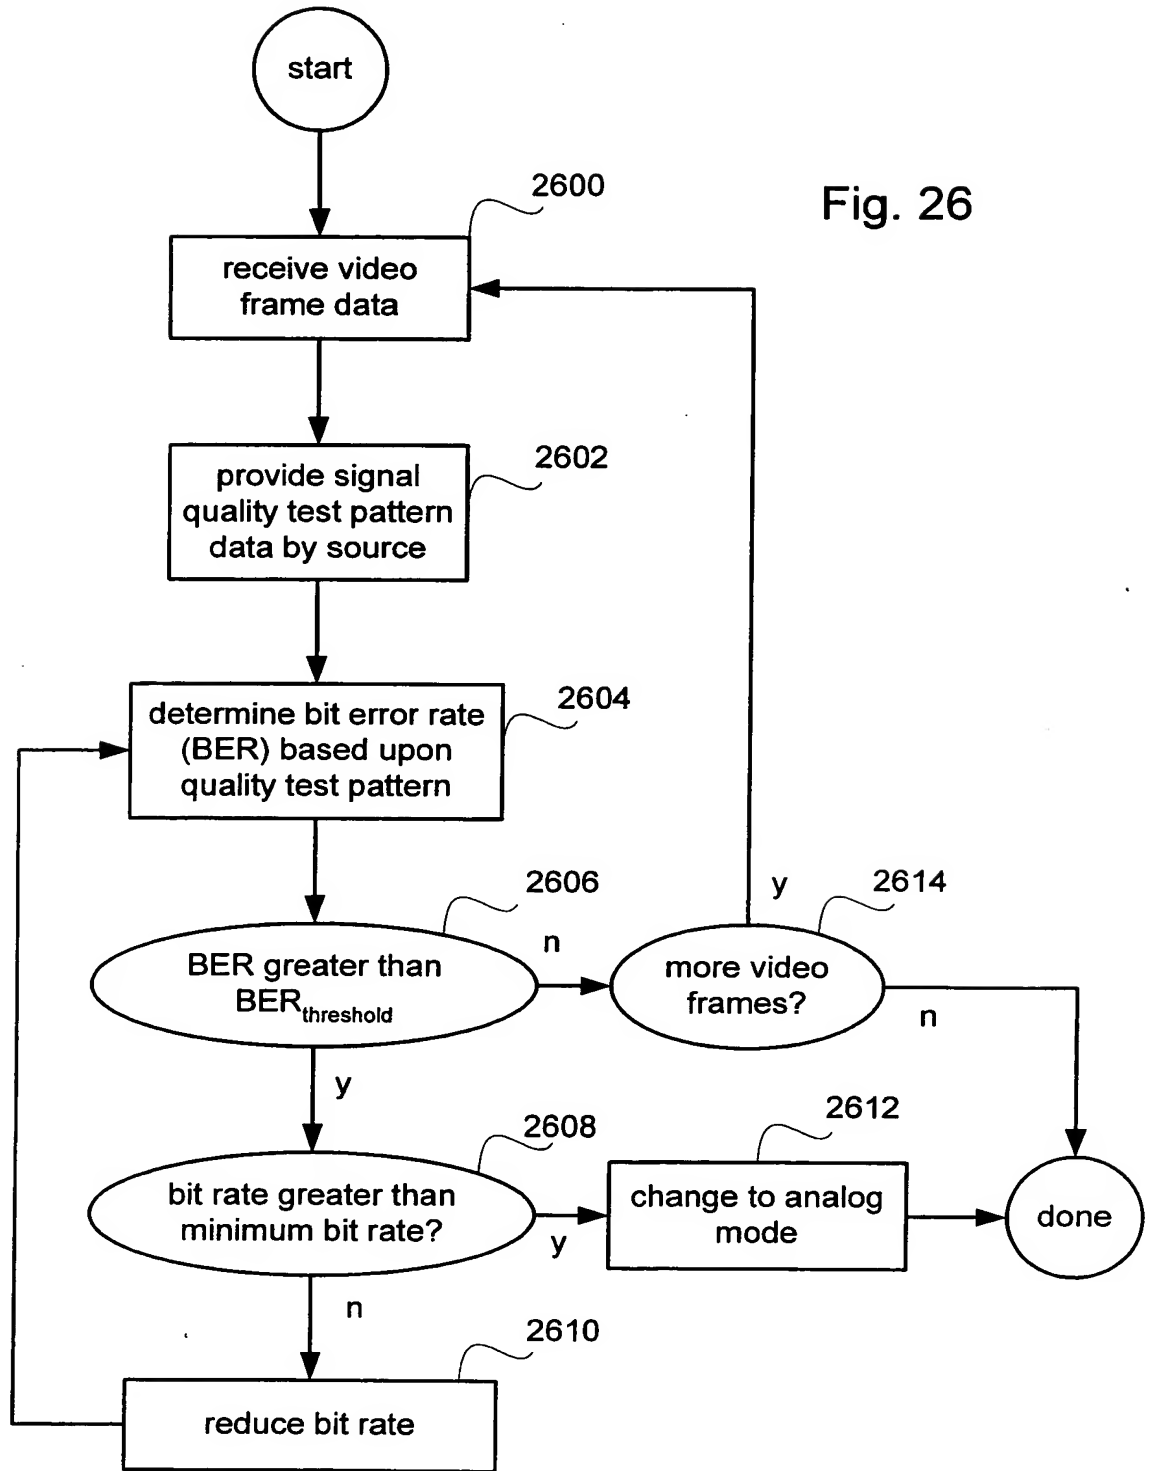 start
2600
Fig. 26
receive video
frame data
2602
provide signal
quality test pattern
data by source
2604
determine bit error rate
(BER) based upon
quality test pattern
2606
BER greater than
BERthreshold
n
y
2614
more video
frames?
y
n
2608
bit rate greater than
minimum bit rate?
y
n
2612
change to analog
mode
done
2610
reduce bit rate